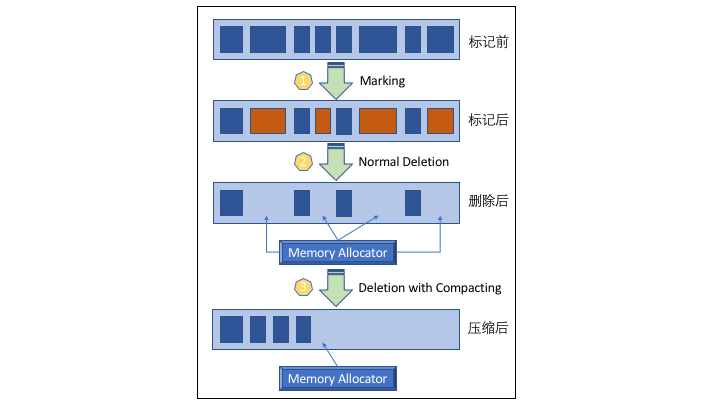 标记前
1
Marking
标记后
2
Normal Deletion
删除后
Memory Allocator
3
Deletion with Compacting
压缩后
Memory Allocator